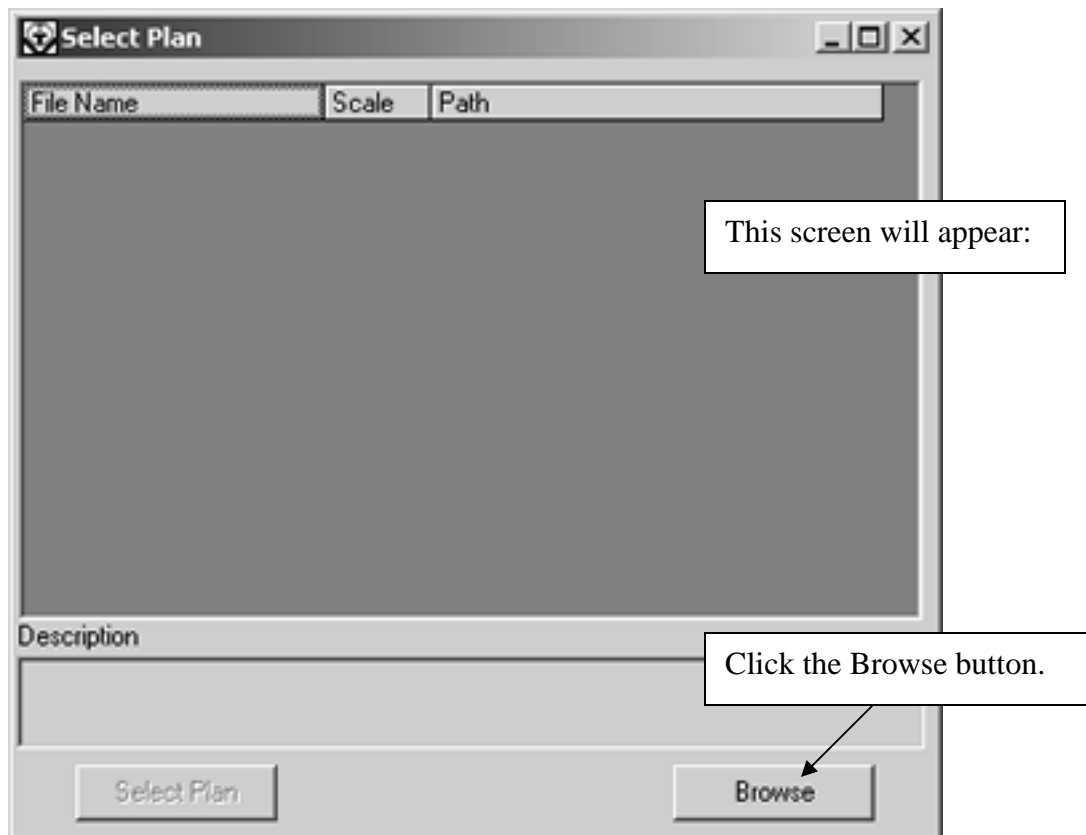 Select Plan
File Name Scale Path
This screen will appear:
Description
Click the Browse button.
Select Plan Browse